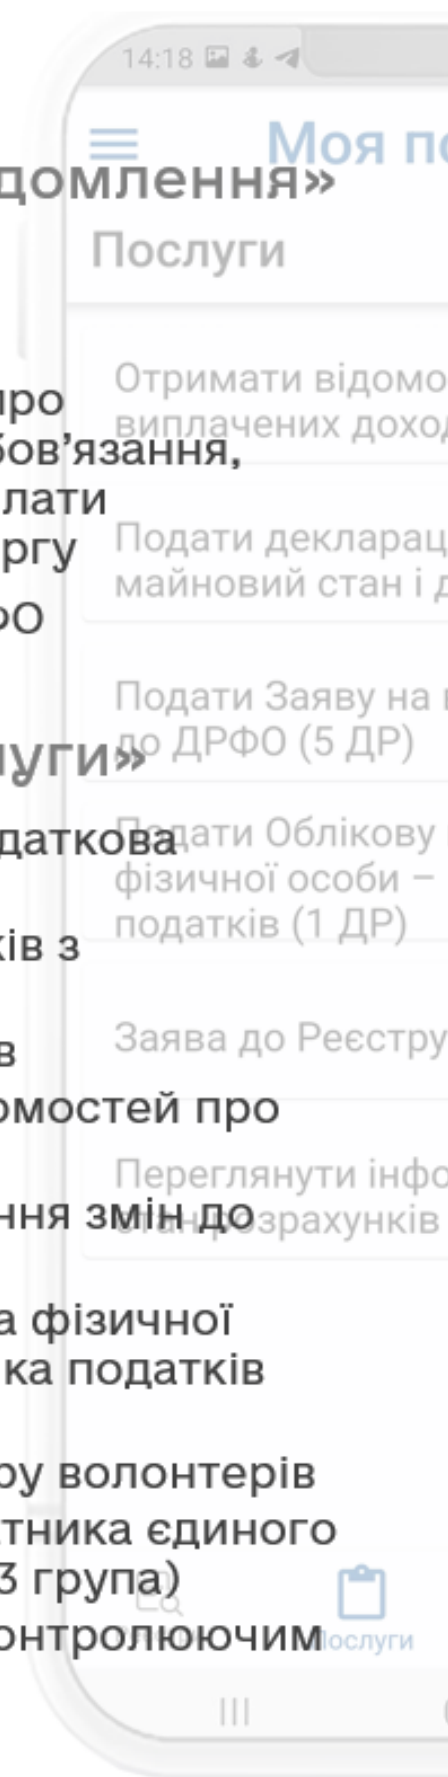 14:18
Моя по
домлення»
Послуги
Отримати відомо
виплачених доход
про
бов’язання,
лати
ргу
ФО
Подати декларац
майновий стан і д
Подати Заяву на в
до ДРФО (5 ДР)
луги»
Подати Облікову
фізичної особи –
податків (1 ДР)
даткова
ків з
в
омостей про
ння змін до
а фізичної
ка податків
ру волонтерів
тника єдиного
3 група)
онтролюючим
Заява до Реєстру
Переглянути інфо
стан розрахунків
Послуги